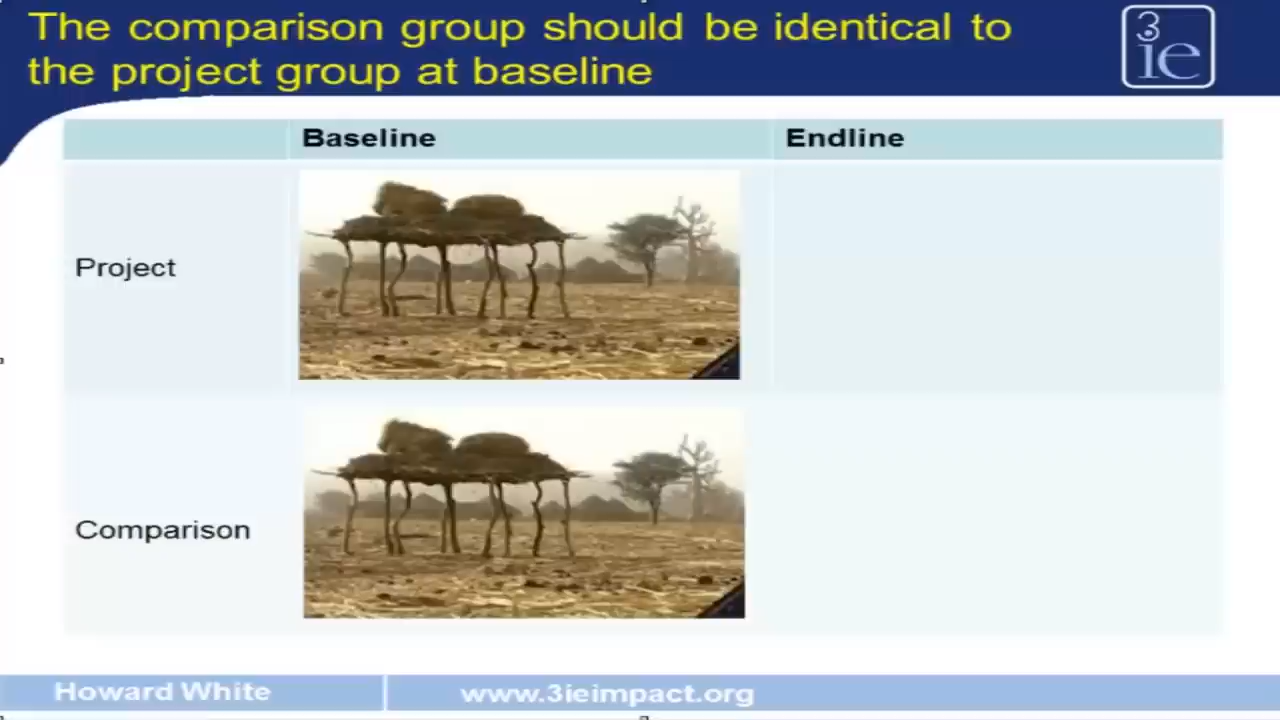 The comparison group should be identical to
the project group at baseline
3
ie
Baseline Endline
Project
Comparison
Howard White www.3ieimpact.org